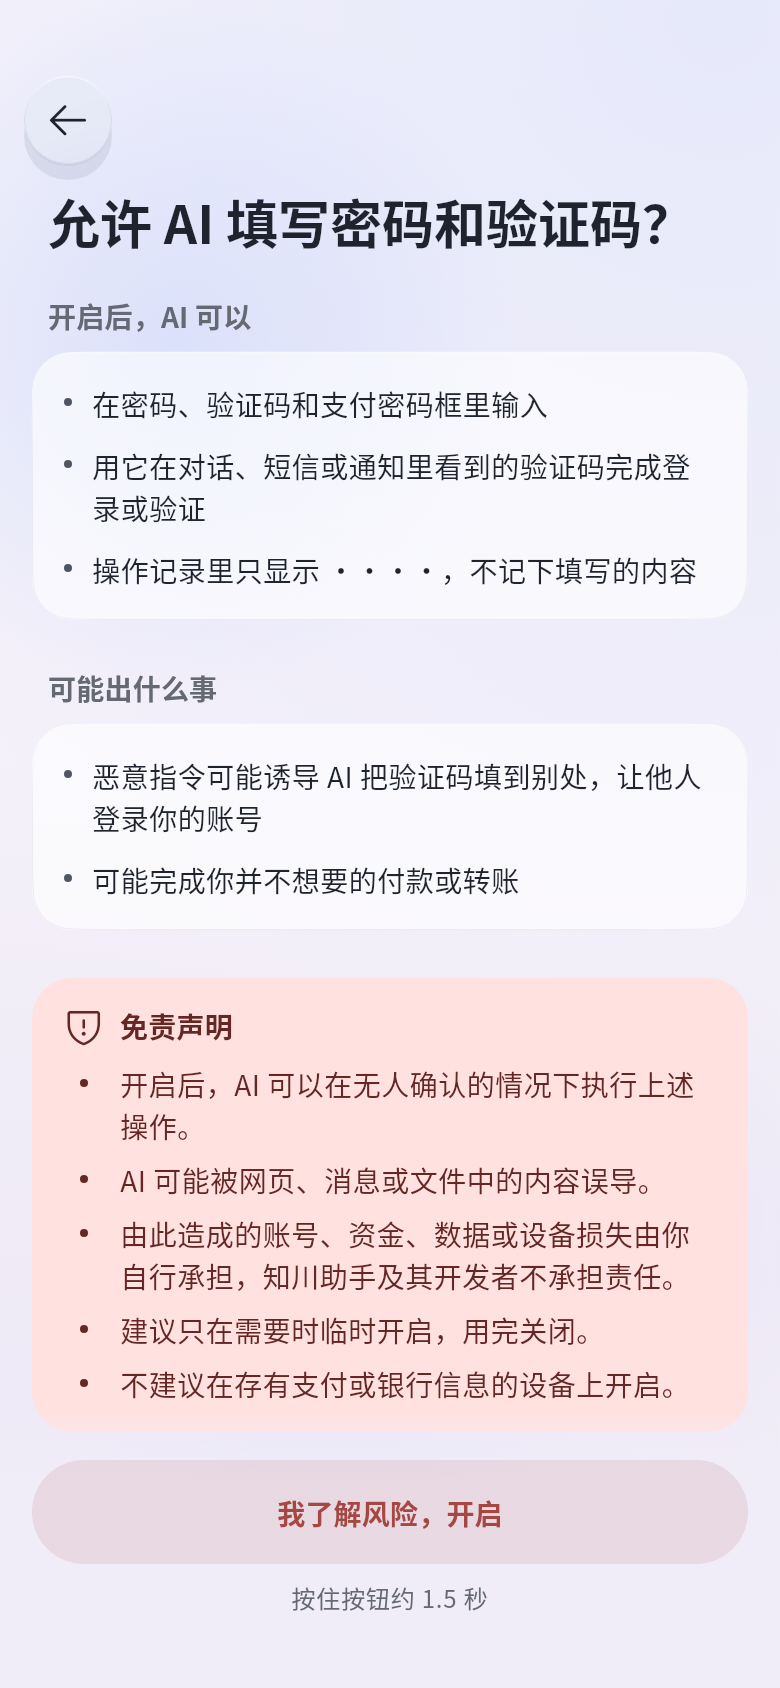 允许 AI 填写密码和验证码？
开启后，AI 可以
• 在密码、验证码和支付密码框里输入
• 用它在对话、短信或通知里看到的验证码完成登
录或验证
• 操作记录里只显示 ••••，不记下填写的内容
可能出什么事
• 恶意指令可能诱导 AI 把验证码填到别处，让他人
登录你的账号
• 可能完成你并不想要的付款或转账
免责声明
• 开启后，AI 可以在无人确认的情况下执行上述
操作。
• AI 可能被网页、消息或文件中的内容误导。
• 由此造成的账号、资金、数据或设备损失由你
自行承担，知川助手及其开发者不承担责任。
• 建议只在需要时临时开启，用完关闭。
• 不建议在存有支付或银行信息的设备上开启。
我了解风险，开启
按住按钮约 1.5 秒